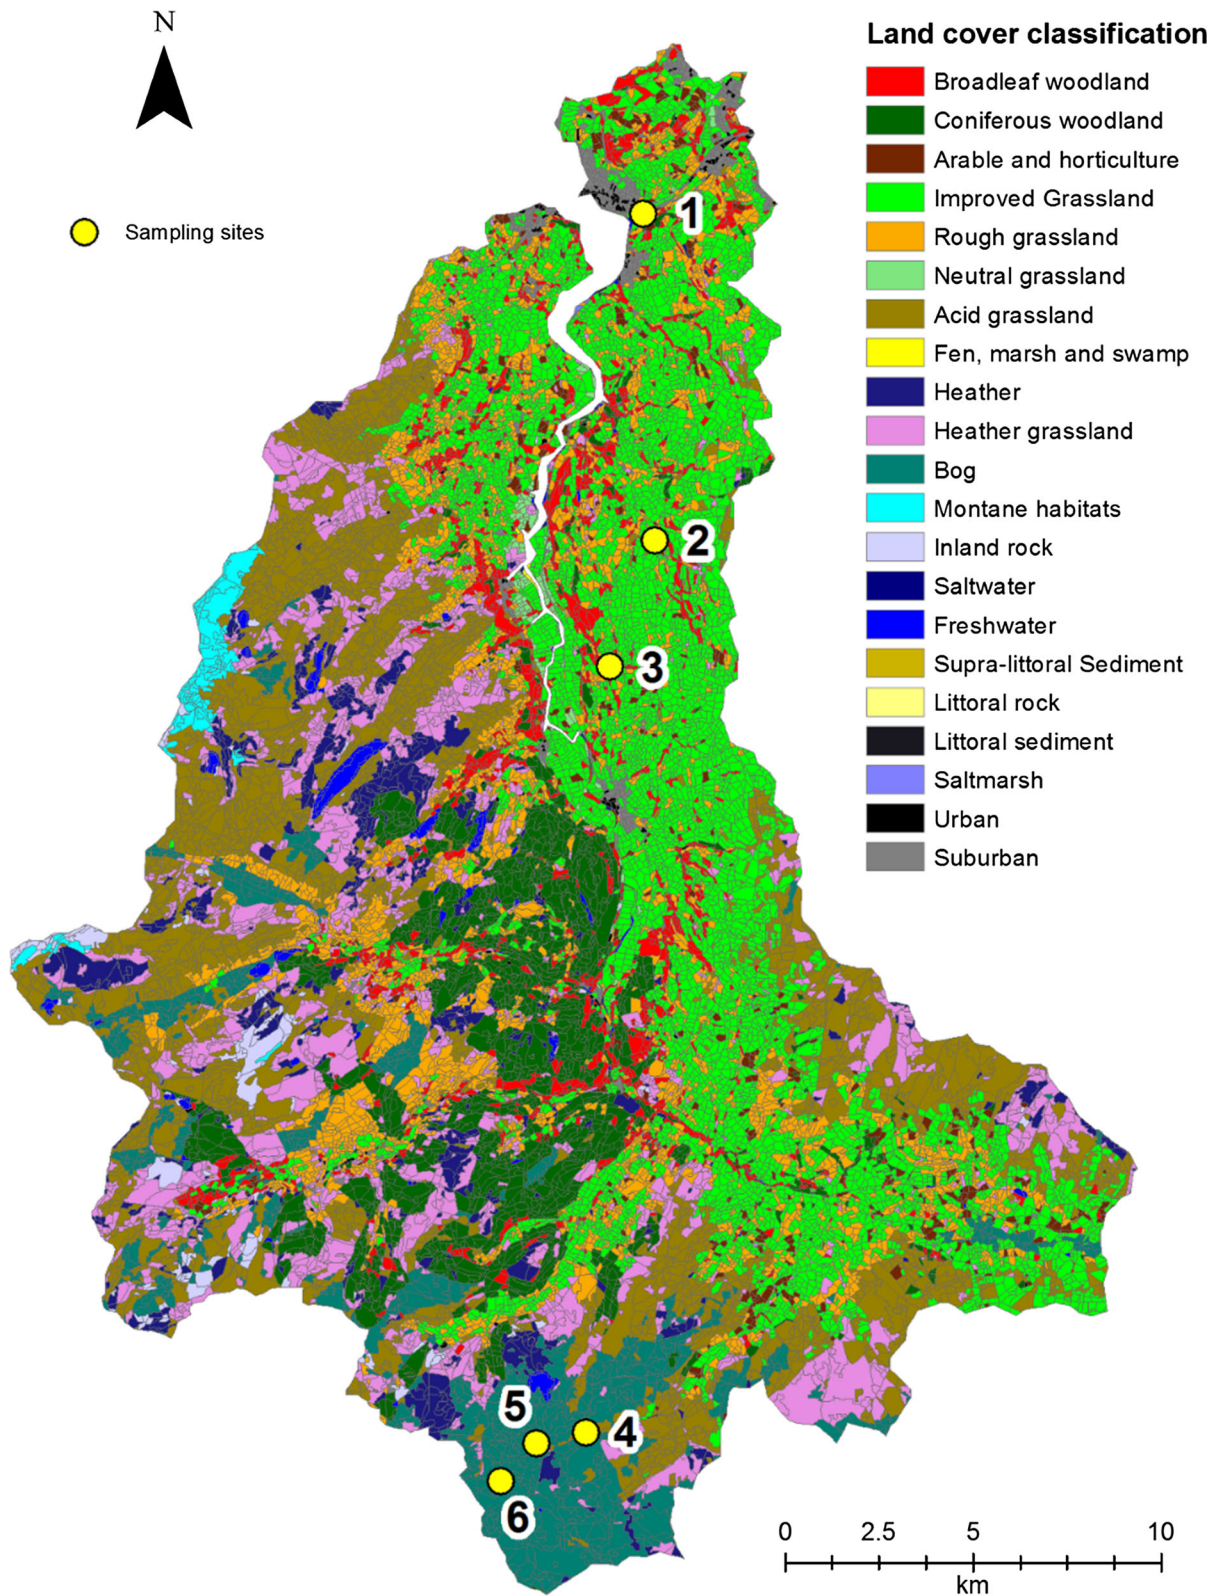 N
Land cover classification
Broadleaf woodland
Coniferous woodland
Arable and horticulture
Improved Grassland
Rough grassland
Neutral grassland
Acid grassland
Fen, marsh and swamp
Heather
Heather grassland
Bog
Montane habitats
Inland rock
Saltwater
Freshwater
Supra-littoral Sediment
Littoral rock
Littoral sediment
Saltmarsh
Urban
Suburban
Sampling sites
1
2
3
5
4
6
0 2.5 5 10
km